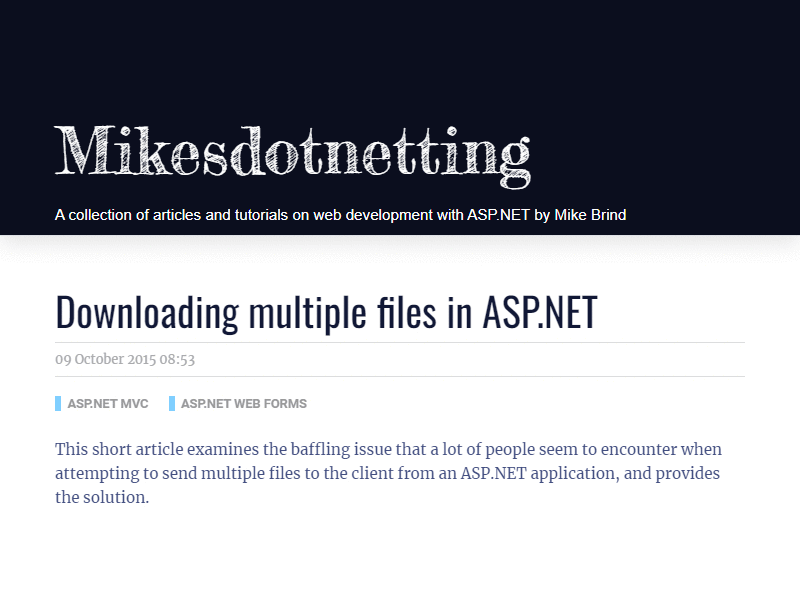 Mikesdotnetting
A collection of articles and tutorials on web development with ASP.NET by Mike Brind
Downloading multiple files in ASP.NET
09 October 2015 08:53
ASP.NET MVC ASP.NET WEB FORMS
This short article examines the baffling issue that a lot of people seem to encounter when
attempting to send multiple files to the client from an ASP.NET application, and provides
the solution.